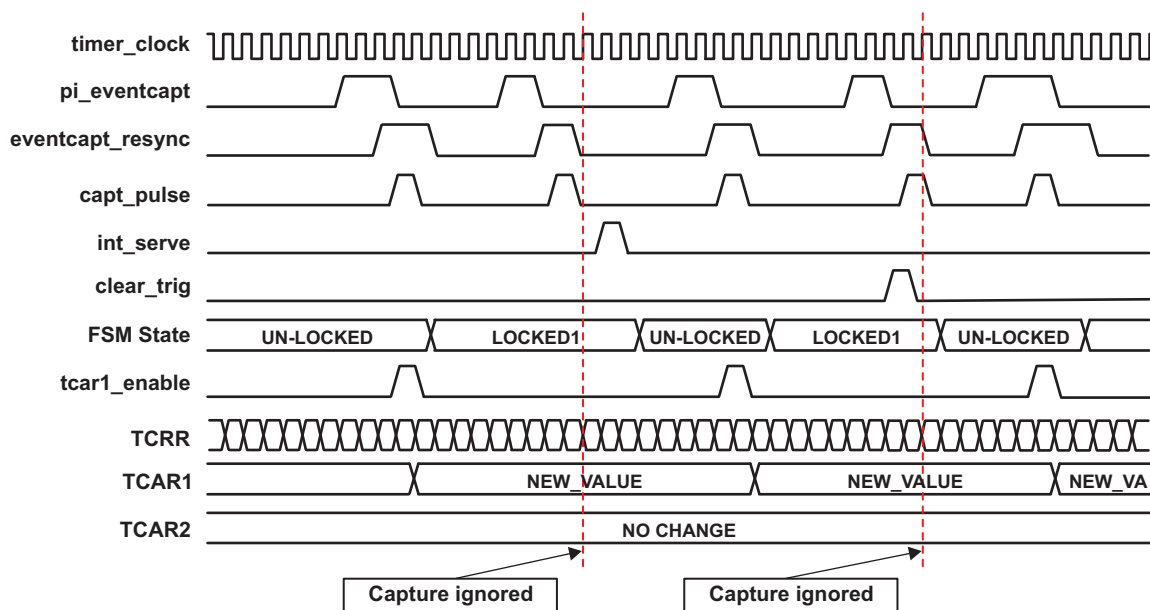 timer_clock
pi_eventcapt
eventcapt_resync
capt_pulse
int_serve
clear_trig
FSM State UN-LOCKED LOCKED1 UN-LOCKED LOCKED1 UN-LOCKED
tcar1_enable
TCRR
TCAR1 NEW_VALUE NEW_VALUE NEW_VA
TCAR2 NO CHANGE
Capture ignored Capture ignored